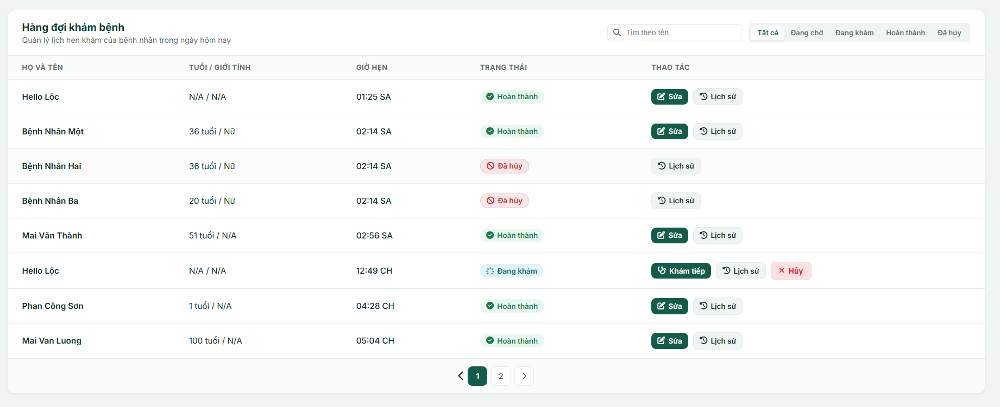 Hàng đợi khám bệnh
Quản lý lịch hẹn khám của bệnh nhân trong ngày hôm nay
Tìm theo tên...
Tất cả Đang chờ Đang khám Hoàn thành Đã hủy
HỌ VÀ TÊN TUỔI / GIỚI TÍNH GIỜ HẸN TRẠNG THÁI THAO TÁC
Hello Lộc N/A / N/A 01:25 SA Hoàn thành Sửa Lịch sử
Bệnh Nhân Một 36 tuổi / Nữ 02:14 SA Hoàn thành Sửa Lịch sử
Bệnh Nhân Hai 36 tuổi / Nữ 02:14 SA Đã hủy Lịch sử
Bệnh Nhân Ba 20 tuổi / Nữ 02:14 SA Đã hủy Lịch sử
Mai Văn Thành 51 tuổi / N/A 02:56 SA Hoàn thành Sửa Lịch sử
Hello Lộc N/A / N/A 12:49 CH Đang khám Khám tiếp Lịch sử Hủy
Phan Công Sơn 1 tuổi / N/A 04:28 CH Hoàn thành Sửa Lịch sử
Mai Van Luong 100 tuổi / N/A 05:04 CH Hoàn thành Sửa Lịch sử
1 2